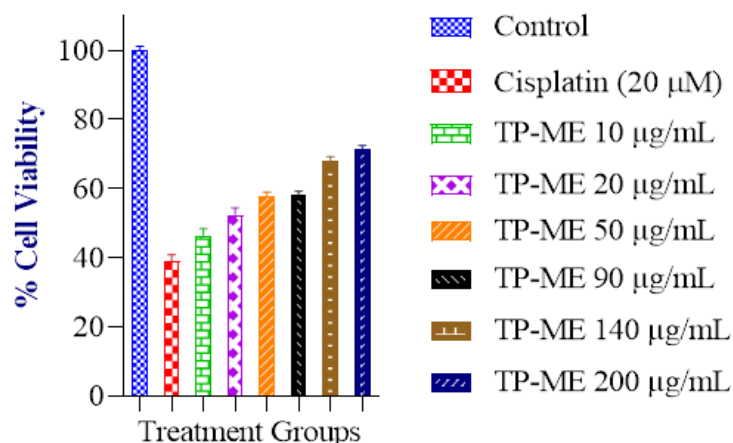 % Cell Viability
100
80
60
40
20
0
Treatment Groups
Control
Cisplatin (20 μM)
TP-ME 10 μg/mL
TP-ME 20 μg/mL
TP-ME 50 μg/mL
TP-ME 90 μg/mL
TP-ME 140 μg/mL
TP-ME 200 μg/mL